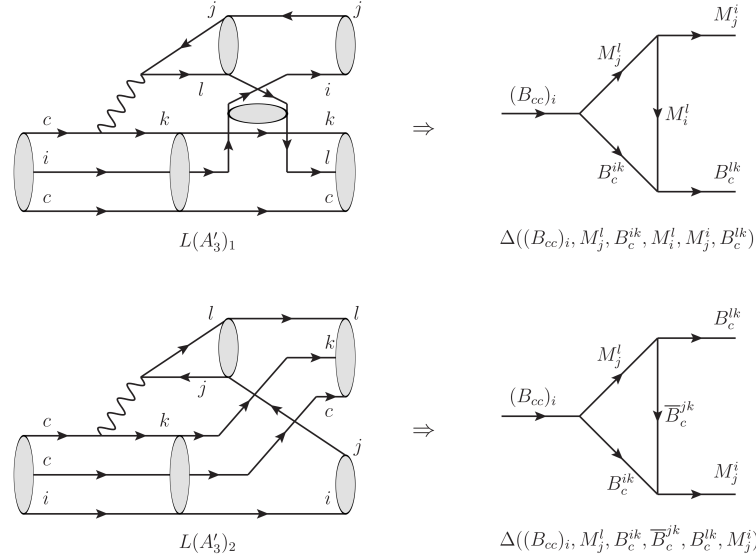 j j
l i
c k k
i l
c c
L(A'_3)_1
⇒
(B_{cc})_i M^l_j M^i_j
M^l_i
B^{ik}_c B^{lk}_c
Δ((B_{cc})_i, M^l_j, B^{ik}_c, M^l_i, M^i_j, B^{lk}_c)
l l
j k
c k c
c j
i i
L(A'_3)_2
⇒
(B_{cc})_i M^l_j B^{lk}_c
\overline{B}^{jk}_c
B^{ik}_c M^i_j
Δ((B_{cc})_i, M^l_j, B^{ik}_c, \overline{B}^{jk}_c, B^{lk}_c, M^i_j)